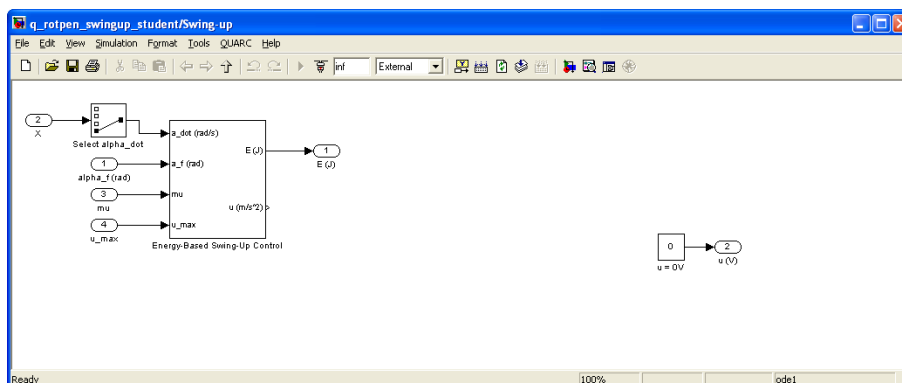 q_rotpen_swingup_student/Swing-up
File Edit View Simulation Format Tools QUARC Help
inf External
2
X
Select alpha_dot
1
alpha_f (rad)
3
mu
4
u_max
a_dot (rad/s)
a_f (rad)
mu
u_max
E (J)
u (m/s^2)
Energy-Based Swing-Up Control
1
E (J)
0
u = 0V
2
u (V)
Ready 100% ode1